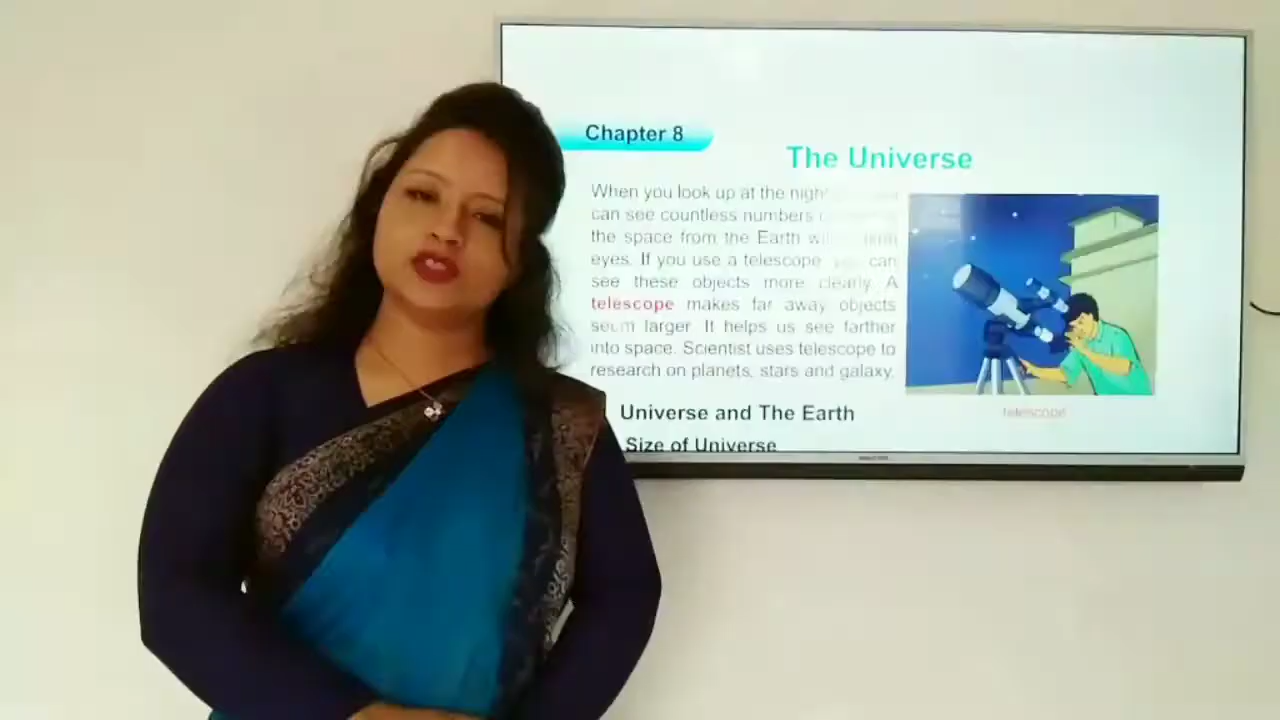 Chapter 8
The Universe
When you look up at the night
can see countless numbers
the space from the Earth
eyes. If you use a telescope can
see these objects more clearly. A
telescope makes far away objects
seem larger. It helps us see farther
into space. Scientist uses telescope to
research on planets, stars and galaxy.
telescope
Universe and The Earth
Size of Universe